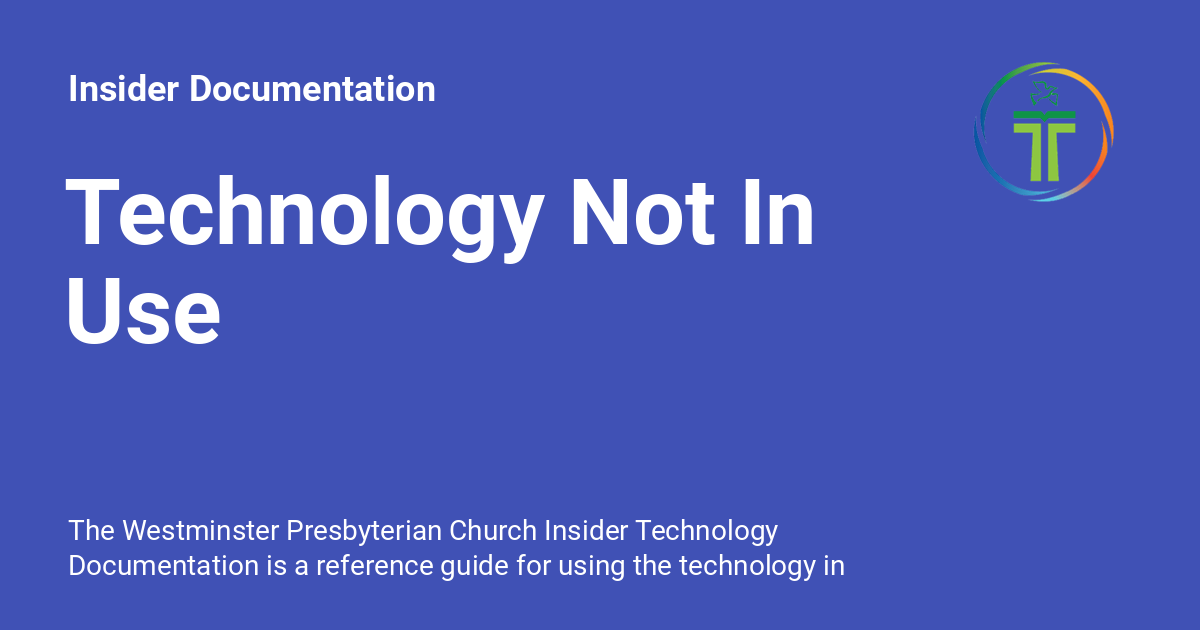 Insider Documentation
Technology Not In
Use
The Westminster Presbyterian Church Insider Technology
Documentation is a reference guide for using the technology in